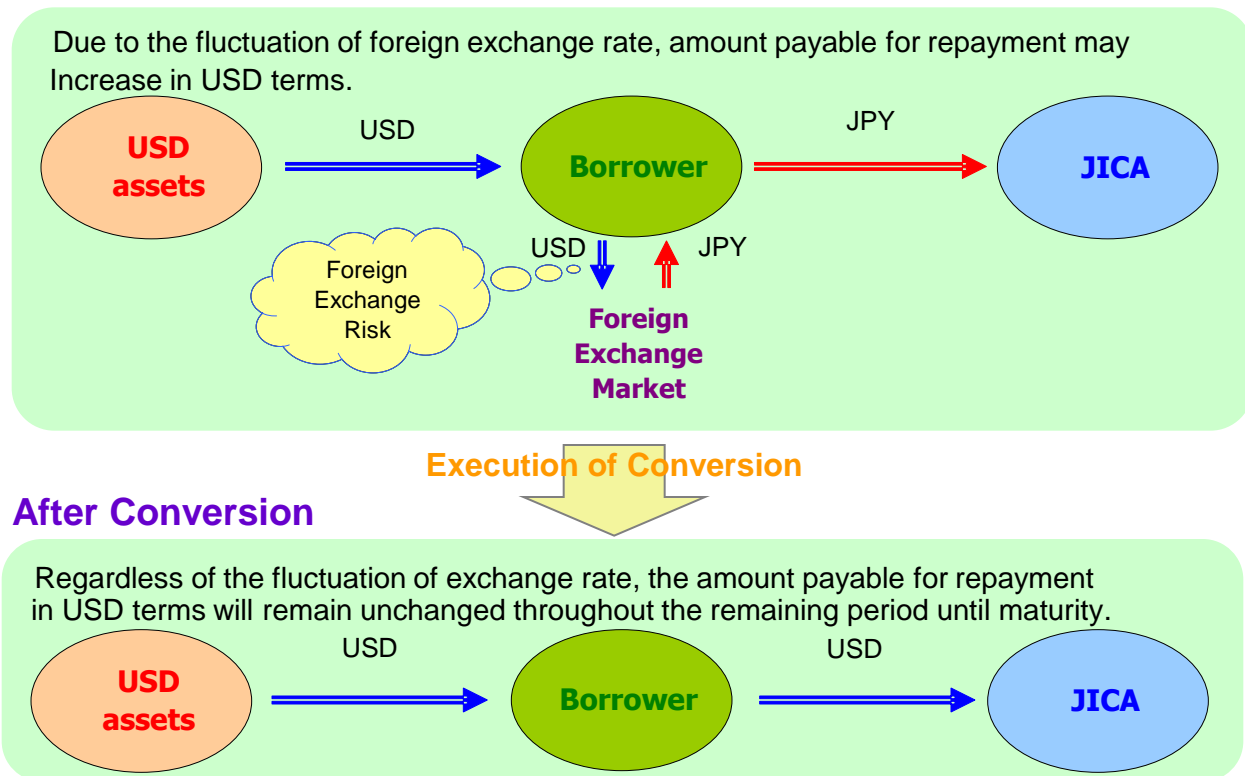 Due to the fluctuation of foreign exchange rate, amount payable for repayment may
Increase in USD terms.
USD
JPY
USD
assets
Borrower
JICA
USD
JPY
Foreign
Exchange
Risk
Foreign
Exchange
Market
Execution of Conversion
After Conversion
Regardless of the fluctuation of exchange rate, the amount payable for repayment
in USD terms will remain unchanged throughout the remaining period until maturity.
USD
USD
USD
assets
Borrower
JICA